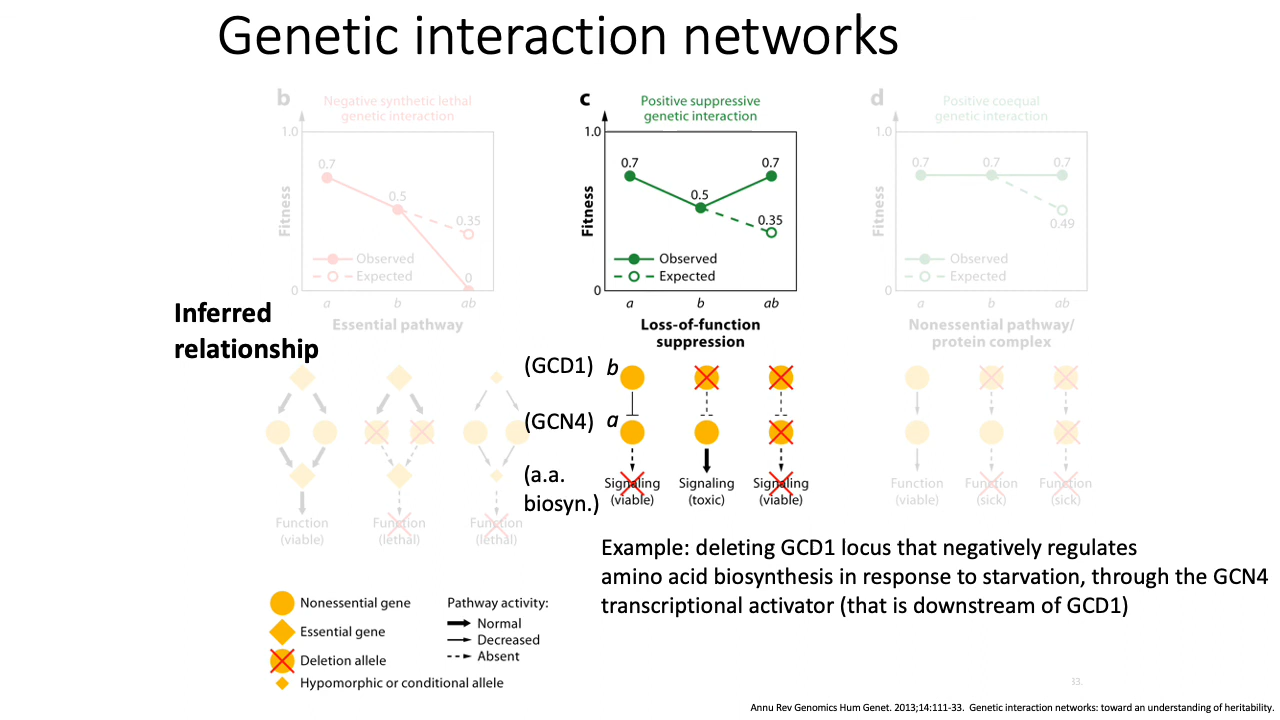 Genetic interaction networks
b
Negative synthetic lethal
genetic interaction
1.0
0.7
0.5
0.35
0
Fitness
Observed
Expected
0
a b ab
Essential pathway
c
Positive suppressive
genetic interaction
1.0
0.7
0.7
0.5
0.35
Fitness
Observed
Expected
0
a b ab
Loss-of-function
suppression
d
Positive coequal
genetic interaction
1.0
0.7 0.7 0.7
0.49
Fitness
Observed
Expected
0
a b ab
Nonessential pathway/
protein complex
Inferred
relationship
Function
(viable)
Function
(lethal)
Function
(lethal)
(GCD1) b
(GCN4) a
(a.a.
biosyn.)
Signaling
(viable)
Signaling
(toxic)
Signaling
(viable)
Function
(viable)
Function
(sick)
Function
(sick)
Example: deleting GCD1 locus that negatively regulates
amino acid biosynthesis in response to starvation, through the GCN4
transcriptional activator (that is downstream of GCD1)
Nonessential gene
Essential gene
Deletion allele
Hypomorphic or conditional allele
Pathway activity:
Normal
Decreased
Absent
33.
Annu Rev Genomics Hum Genet. 2013;14:111-33. Genetic interaction networks: toward an understanding of heritability.